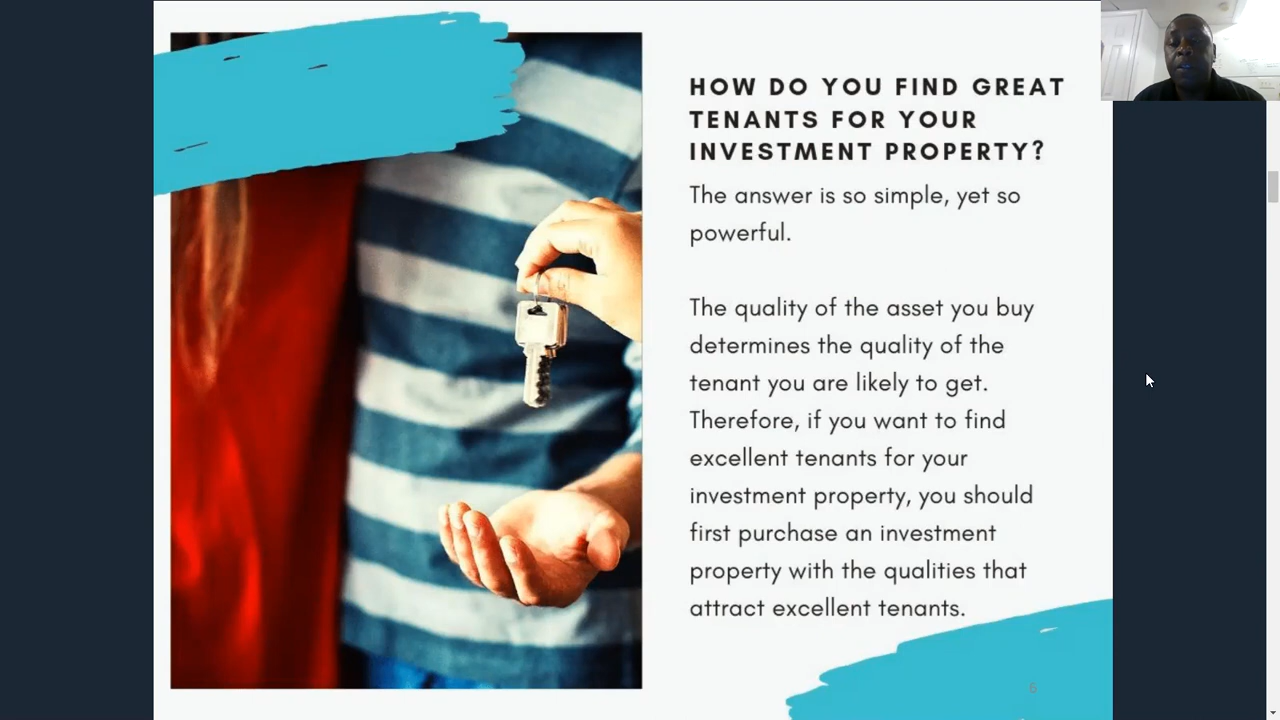 HOW DO YOU FIND GREAT
TENANTS FOR YOUR
INVESTMENT PROPERTY?
The answer is so simple, yet so
powerful.
The quality of the asset you buy
determines the quality of the
tenant you are likely to get.
Therefore, if you want to find
excellent tenants for your
investment property, you should
first purchase an investment
property with the qualities that
attract excellent tenants.
6